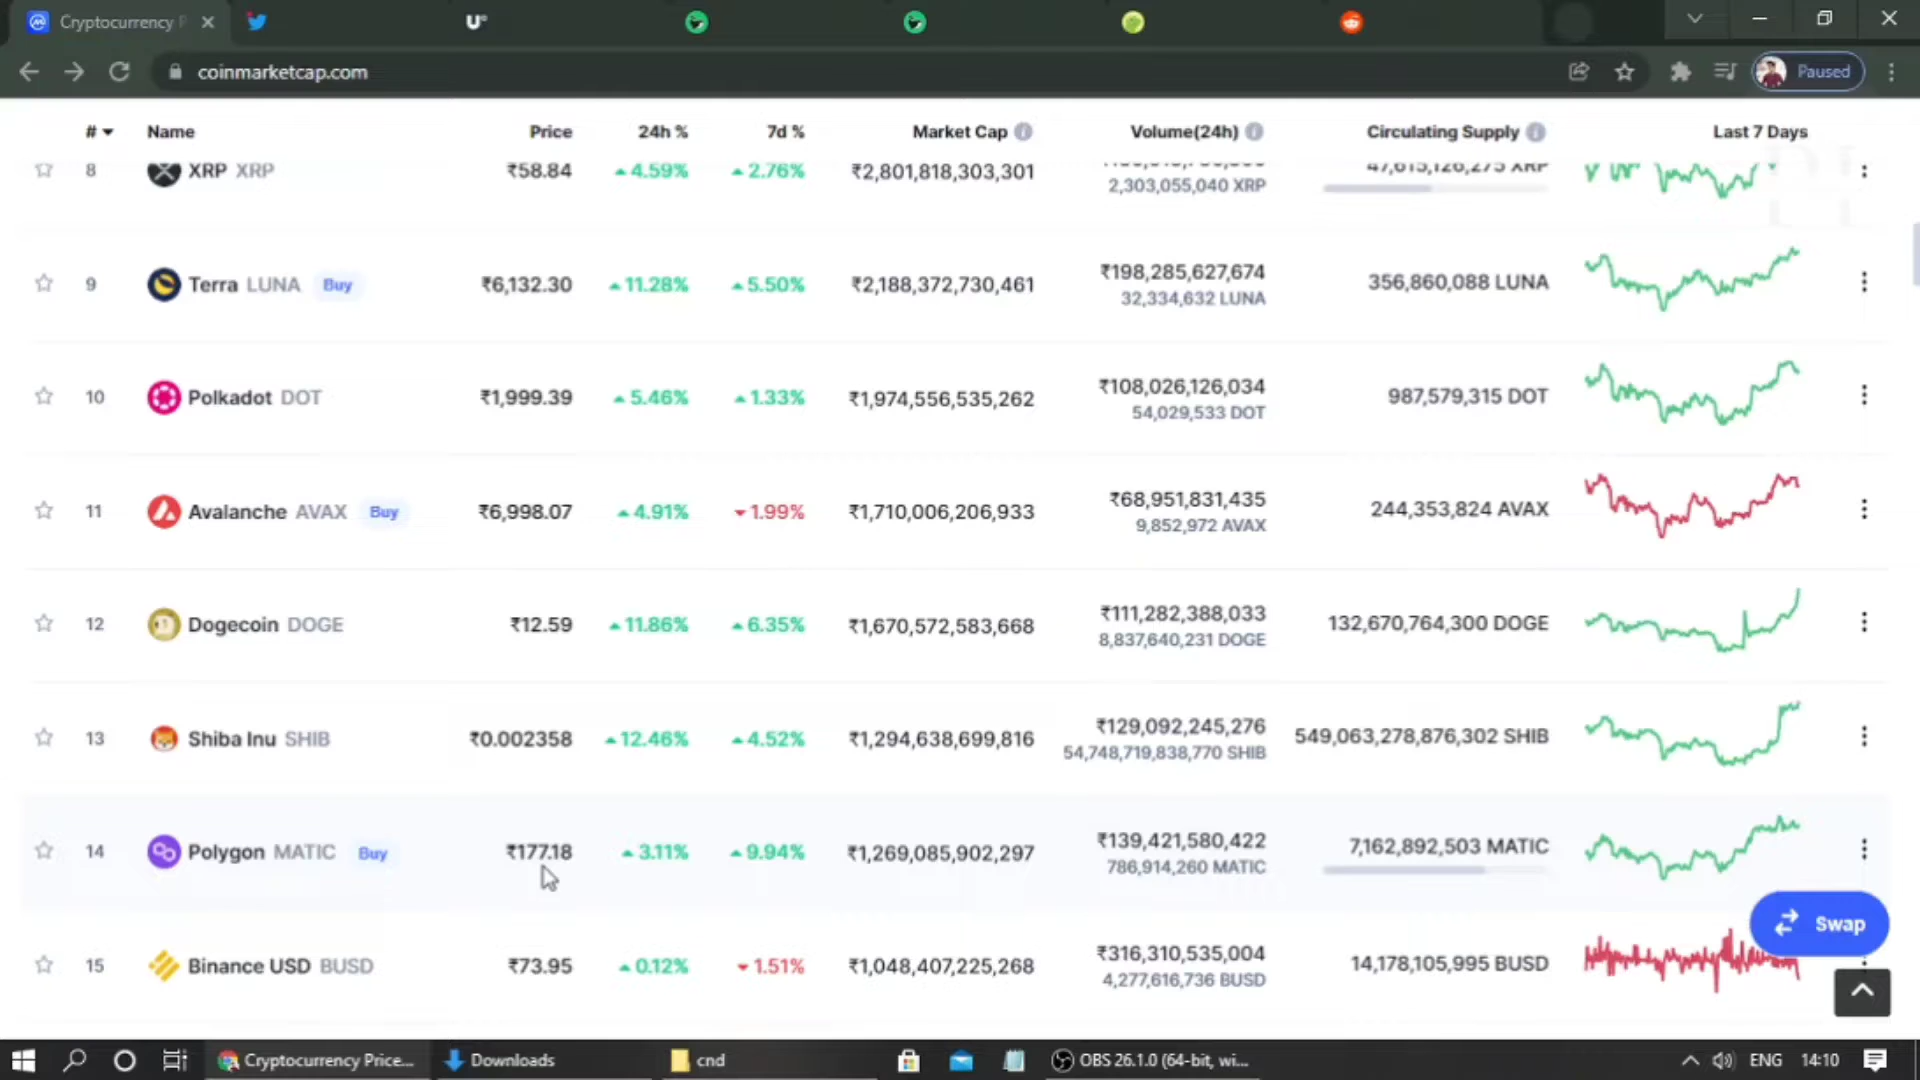 Cryptocurrency P
U
coinmarketcap.com
Paused
# Name Price 24h % 7d % Market Cap Volume(24h) Circulating Supply Last 7 Days
8 XRP XRP ₹58.84 4.59% 2.76% ₹2,801,818,303,301
2,303,055,040 XRP
47,615,126,275 XRP
9 Terra LUNA Buy ₹6,132.30 11.28% 5.50% ₹2,188,372,730,461 ₹198,285,627,674 356,860,088 LUNA
32,334,632 LUNA
10 Polkadot DOT ₹1,999.39 5.46% 1.33% ₹1,974,556,535,262 ₹108,026,126,034 987,579,315 DOT
54,029,533 DOT
11 Avalanche AVAX Buy ₹6,998.07 4.91% 1.99% ₹1,710,006,206,933 ₹68,951,831,435 244,353,824 AVAX
9,852,972 AVAX
12 Dogecoin DOGE ₹12.59 11.86% 6.35% ₹1,670,572,583,668 ₹111,282,388,033 132,670,764,300 DOGE
8,837,640,231 DOGE
13 Shiba Inu SHIB ₹0.002358 12.46% 4.52% ₹1,294,638,699,816 ₹129,092,245,276 549,063,278,876,302 SHIB
54,748,719,838,770 SHIB
14 Polygon MATIC Buy ₹177.18 3.11% 9.94% ₹1,269,085,902,297 ₹139,421,580,422 7,162,892,503 MATIC
786,914,260 MATIC
Swap
15 Binance USD BUSD ₹73.95 0.12% 1.51% ₹1,048,407,225,268 ₹316,310,535,004 14,178,105,995 BUSD
4,277,616,736 BUSD
Cryptocurrency Price... Downloads cnd OBS 26.1.0 (64-bit, wi... ENG 14:10